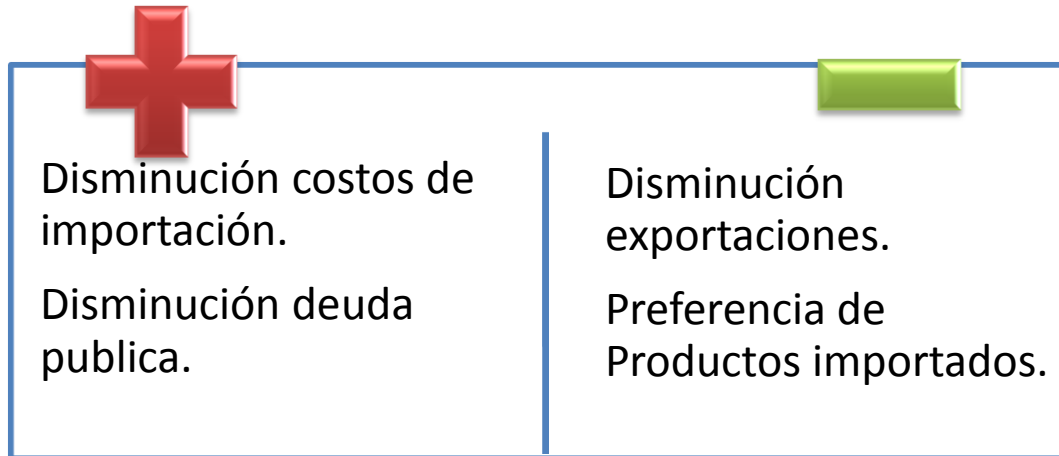 Disminución costos de
importación.
Disminución deuda
publica.
Disminución
exportaciones.
Preferencia de
Productos importados.